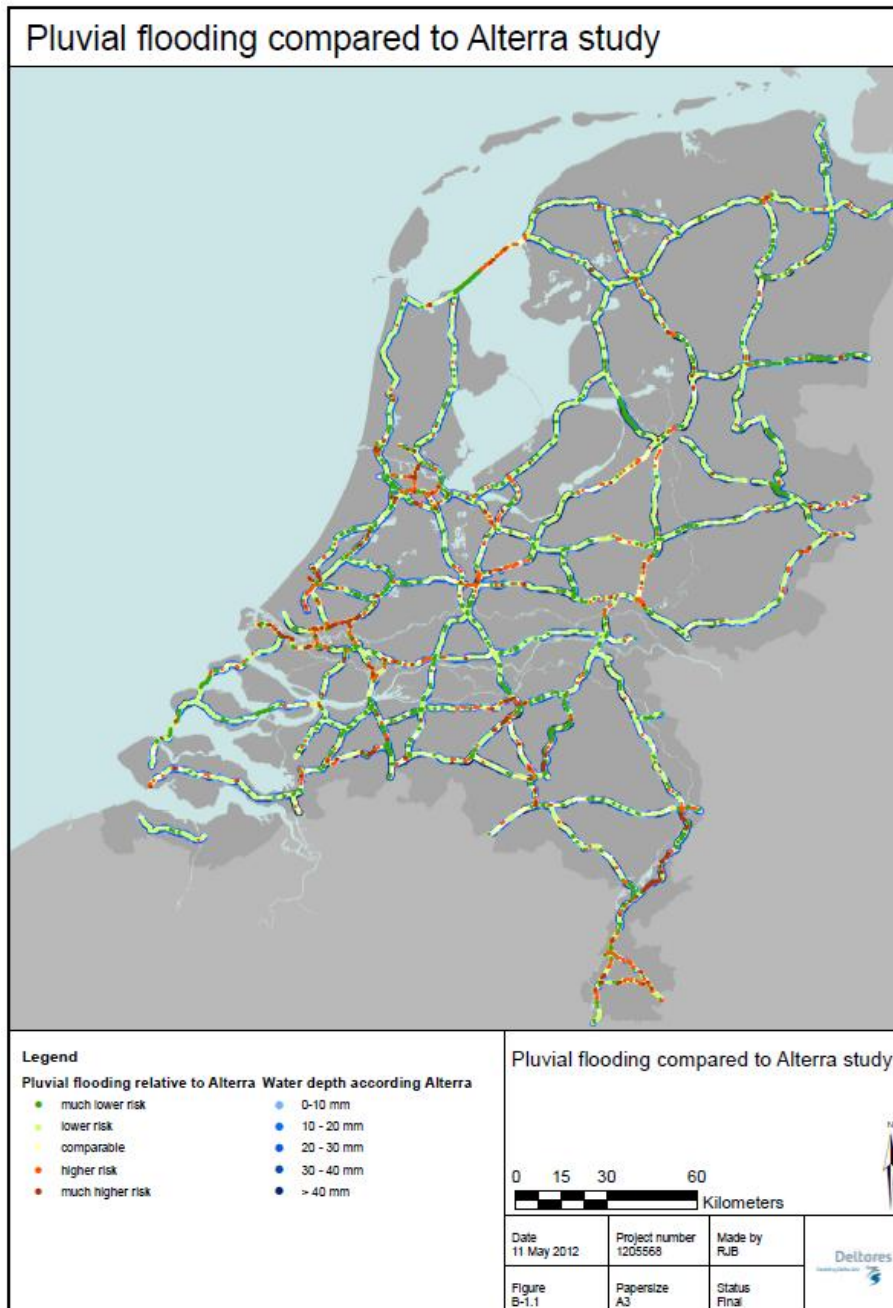 Pluvial flooding compared to Alterra study
Legend
Pluvial flooding relative to Alterra
much lower risk
lower risk
comparable
higher risk
much higher risk
Water depth according Alterra
0-10 mm
10 - 20 mm
20 - 30 mm
30 - 40 mm
> 40 mm
Pluvial flooding compared to Alterra study
N
0 15 30 60
Kilometers
Date
11 May 2012
Project number
1205568
Made by
RJB
Figure
B-1.1
Papersize
A3
Status
Final
Deltares